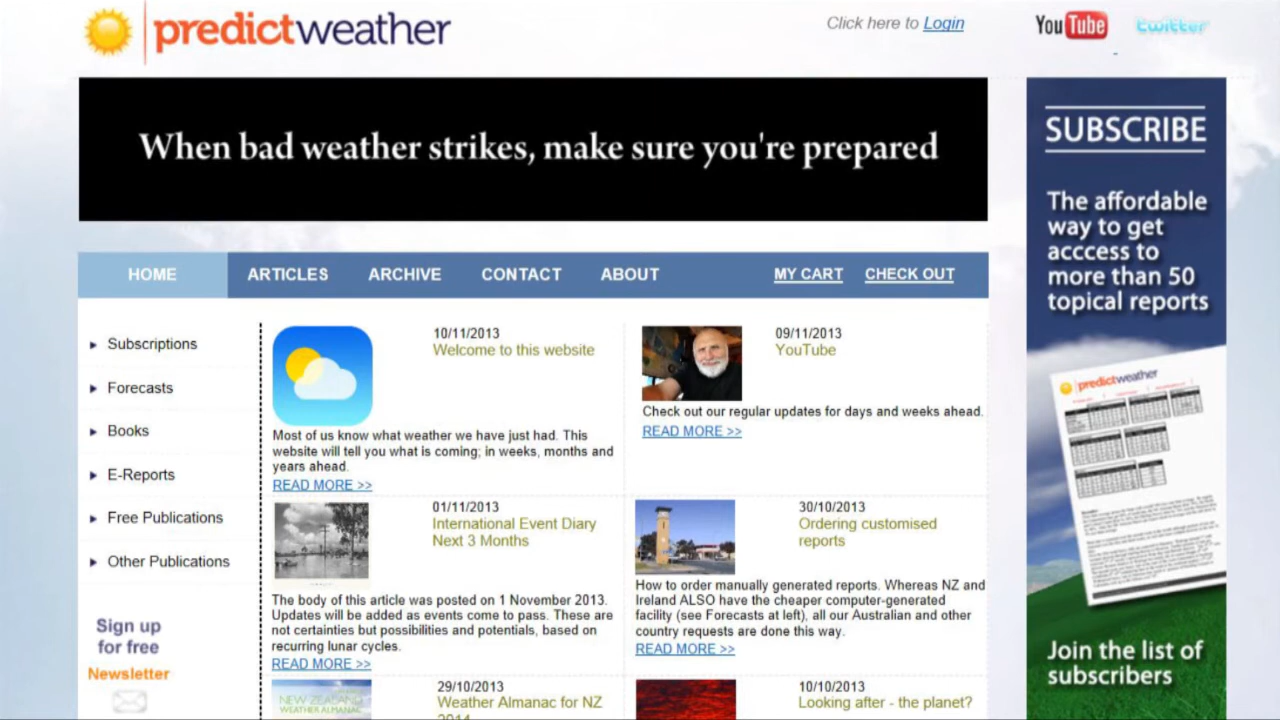 predictweather
Click here to Login
You Tube
twitter
When bad weather strikes, make sure you're prepared
SUBSCRIBE
The affordable
way to get
acccess to
more than 50
topical reports
HOME
ARTICLES
ARCHIVE
CONTACT
ABOUT
MY CART
CHECK OUT
Subscriptions
Forecasts
Books
E-Reports
Free Publications
Other Publications
Sign up
for free
Newsletter
10/11/2013
Welcome to this website
Most of us know what weather we have just had. This
website will tell you what is coming; in weeks, months and
years ahead.
READ MORE >>
09/11/2013
YouTube
Check out our regular updates for days and weeks ahead.
READ MORE >>
01/11/2013
International Event Diary
Next 3 Months
The body of this article was posted on 1 November 2013.
Updates will be added as events come to pass. These are
not certainties but possibilities and potentials, based on
recurring lunar cycles.
READ MORE >>
30/10/2013
Ordering customised
reports
How to order manually generated reports. Whereas NZ and
Ireland ALSO have the cheaper computer-generated
facility (see Forecasts at left), all our Australian and other
country requests are done this way.
READ MORE >>
NEW ZEALAND
WEATHER ALMANAC
29/10/2013
Weather Almanac for NZ
2014
10/10/2013
Looking after - the planet?
predictweather
Join the list of
subscribers